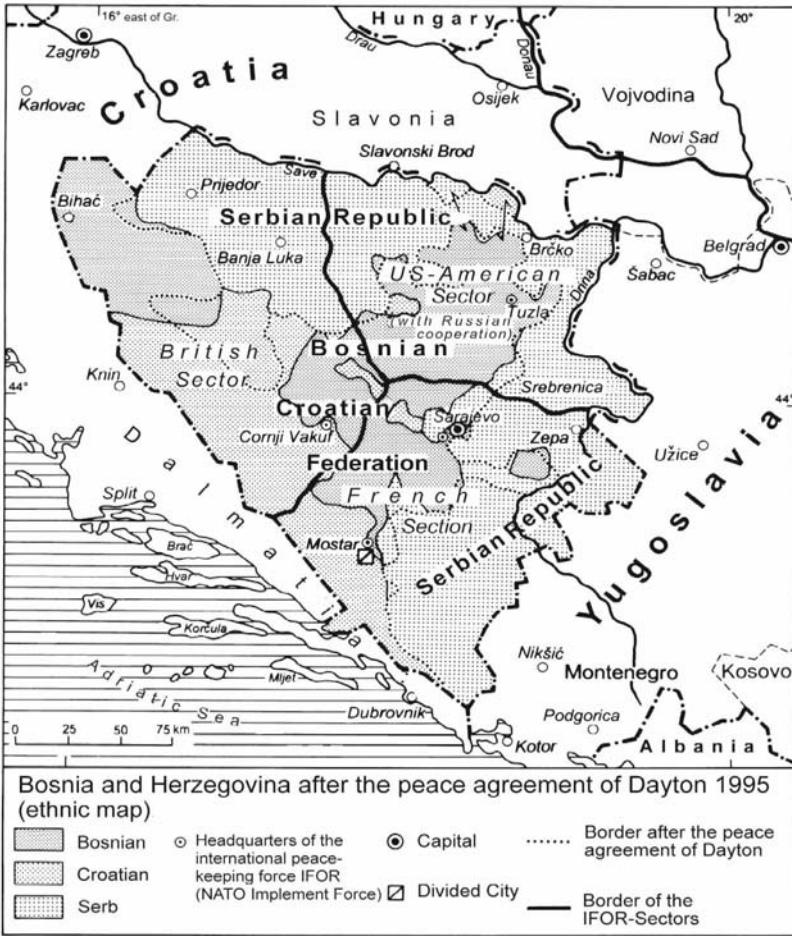 16° east of Gr.
20°
Hungary
Zagreb
Drau
Donau
Croatia
Osijek
Vojvodina
Karlovac
Slavonia
Novi Sad
Slavonski Brod
Save
Prijedor
Bihać
Serbian Republic
Brčko
Belgrad
Banja Luka
US-American
Drina
Šabac
Sector
Tuzla
(with Russian
cooperation)
British
Sector
Bosnian
Knin
44°
Srebrenica
44°
Croatian
Sarajevo
Cornji Vakuf
Zepa
Užice
Dalmatia
Federation
Split
French
Section
Serbian Republic
Yugoslavia
Brač
Mostar
Hvar
Vis
Korčula
Nikšić
Montenegro
Kosovo
Mljet
Adriatic Sea
Dubrovnik
Podgorica
0 25 50 75 km
Kotor
Albania
Bosnia and Herzegovina after the peace agreement of Dayton 1995
(ethnic map)
Bosnian
Croatian
Serb
Headquarters of the
international peace-
keeping force IFOR
(NATO Implement Force)
Capital
Divided City
Border after the peace
agreement of Dayton
Border of the
IFOR-Sectors